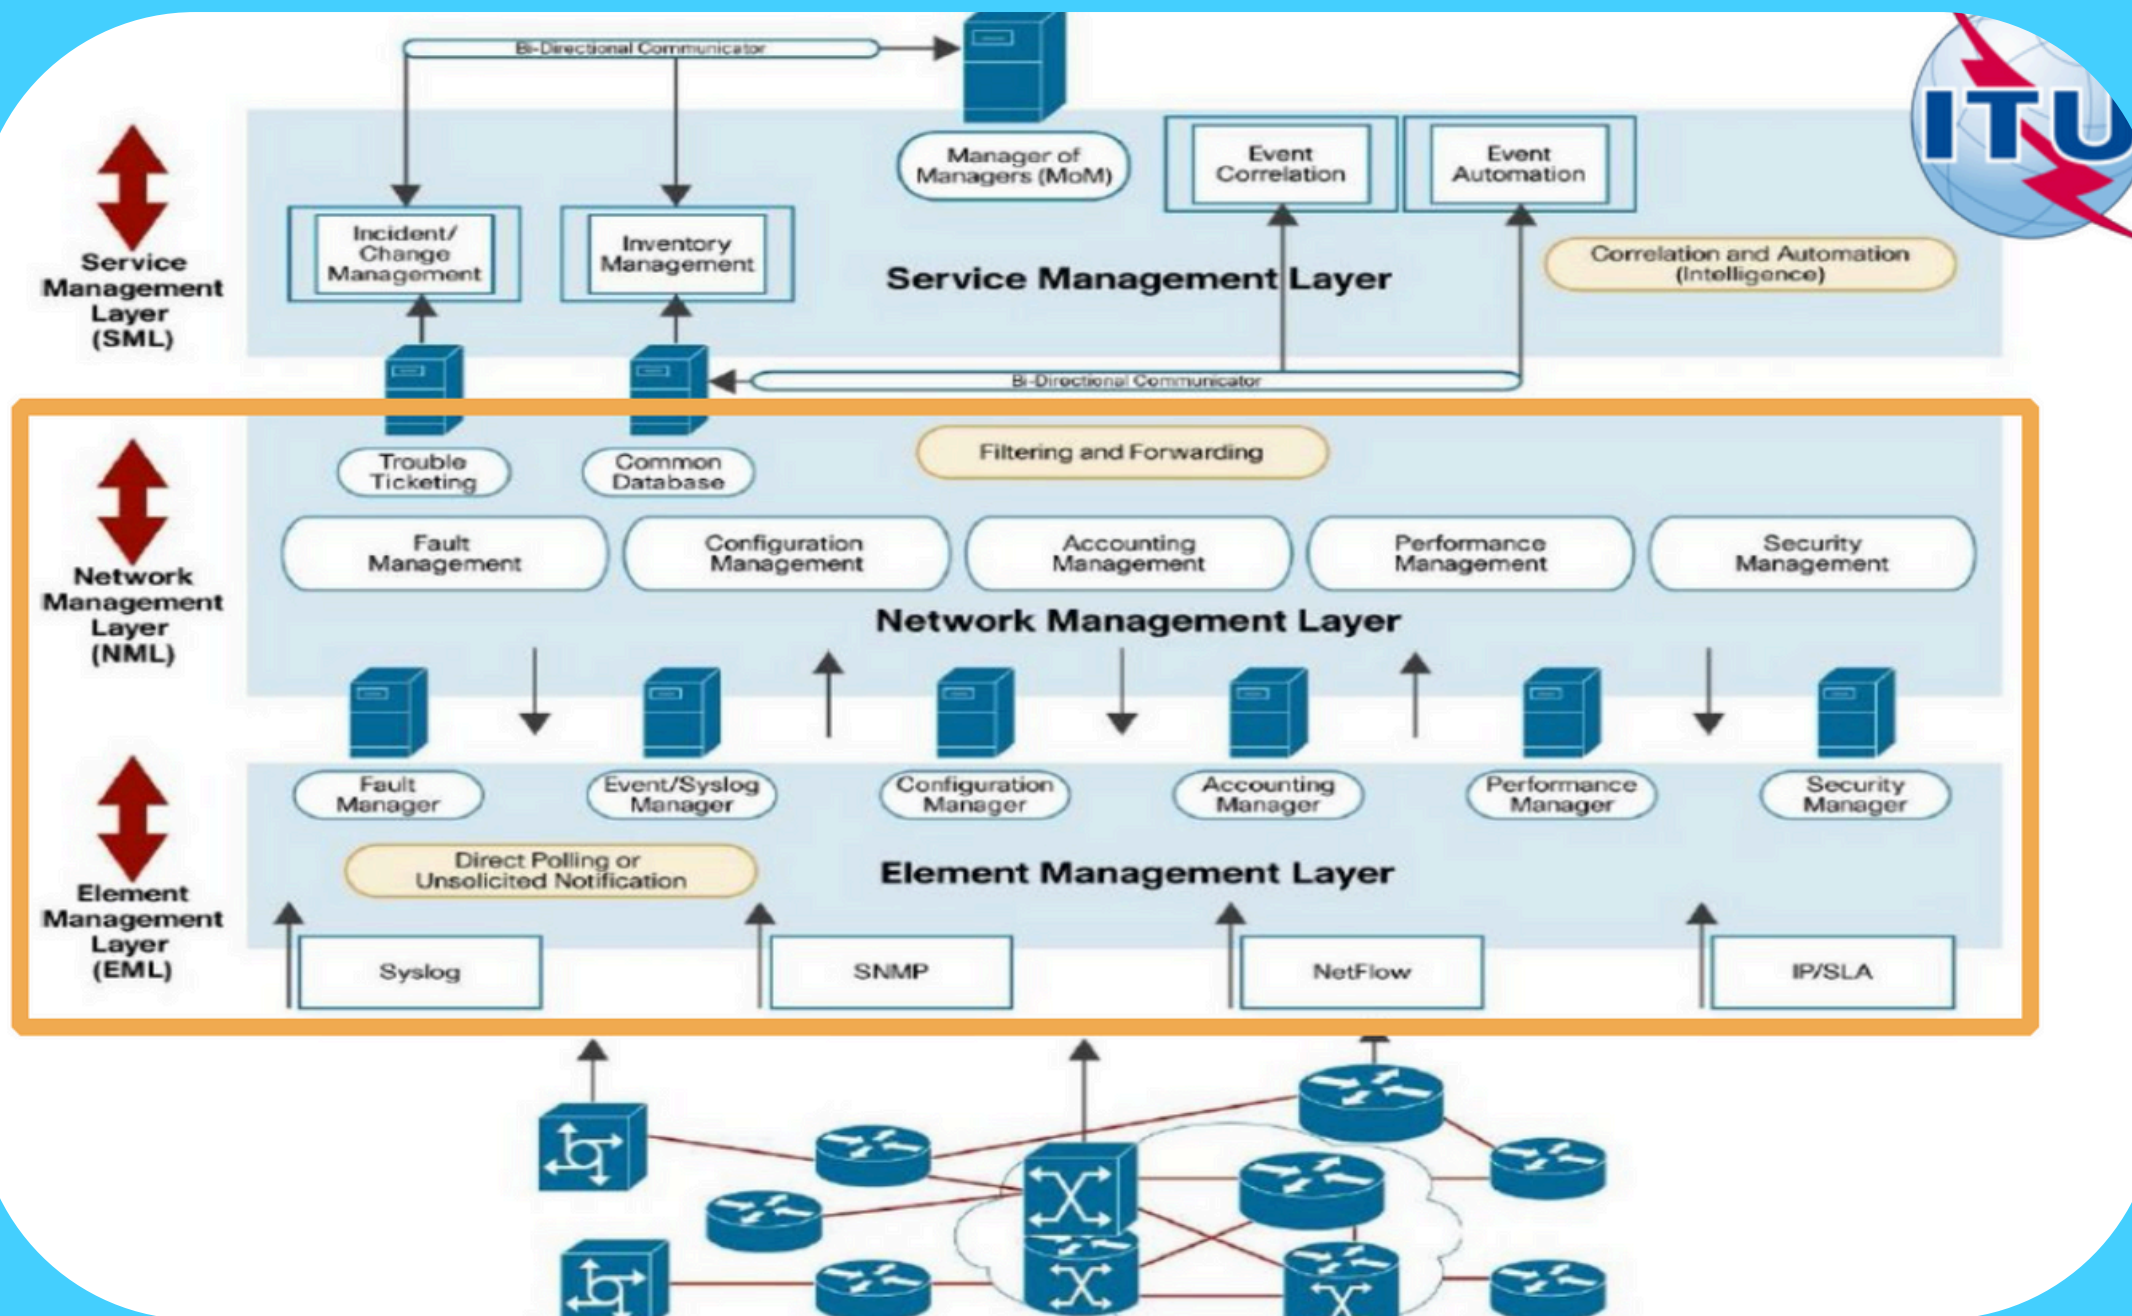 Bi-Directional Communicator
ITU
Manager of
Managers (MoM)
Event
Correlation
Event
Automation
Incident/
Change
Management
Inventory
Management
Service Management Layer
Correlation and Automation
(Intelligence)
Service
Management
Layer
(SML)
Bi-Directional Communicator
Trouble
Ticketing
Common
Database
Filtering and Forwarding
Fault
Management
Configuration
Management
Accounting
Management
Performance
Management
Security
Management
Network
Management
Layer
(NML)
Network Management Layer
Fault
Manager
Event/Syslog
Manager
Configuration
Manager
Accounting
Manager
Performance
Manager
Security
Manager
Direct Polling or
Unsolicited Notification
Element Management Layer
Element
Management
Layer
(EML)
Syslog
SNMP
NetFlow
IP/SLA